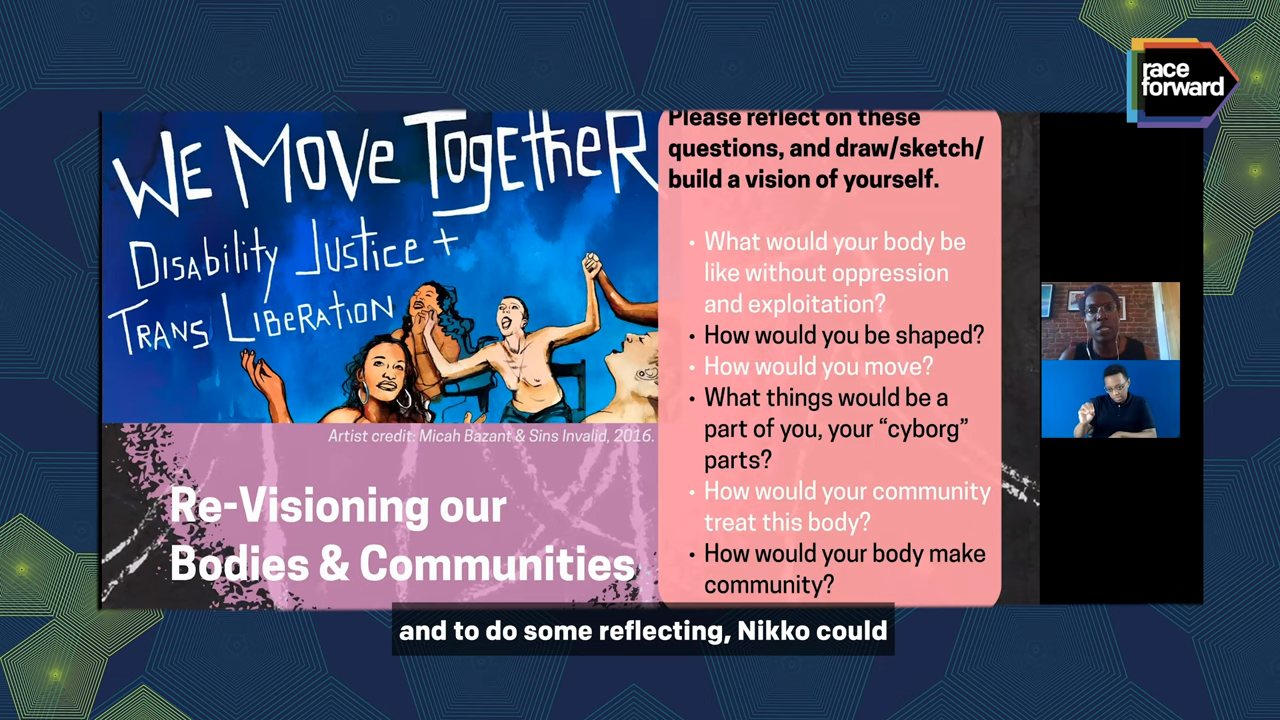 race
forward
WE MOVE TOGETHER
DISABILITY JUSTICE +
TRANS LIBERATION
Artist credit: Micah Bazant & Sins Invalid, 2016.
Re-Visioning our
Bodies & Communities
Please reflect on these
questions, and draw/sketch/
build a vision of yourself.
• What would your body be
like without oppression
and exploitation?
• How would you be shaped?
• How would you move?
• What things would be a
part of you, your “cyborg”
parts?
• How would your community
treat this body?
• How would your body make
community?
and to do some reflecting, Nikko could